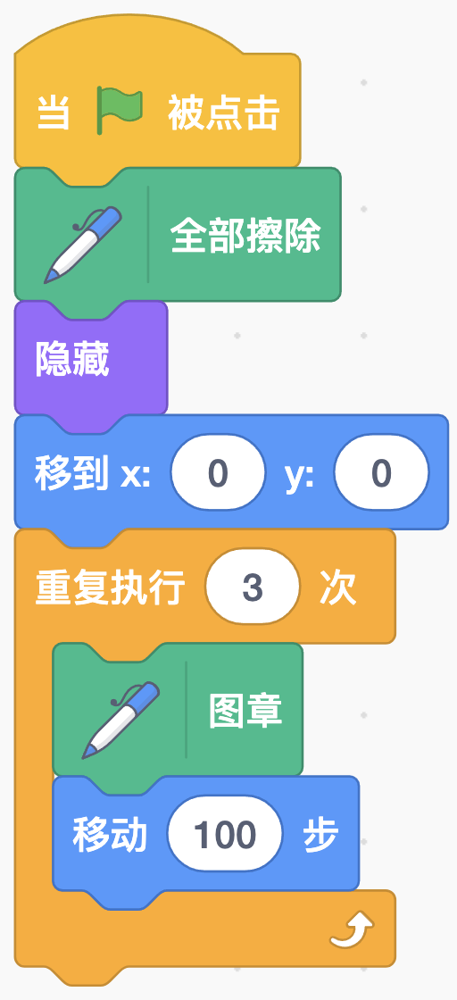 当 被点击
全部擦除
隐藏
移到 x: 0 y: 0
重复执行 3 次
图章
移动 100 步